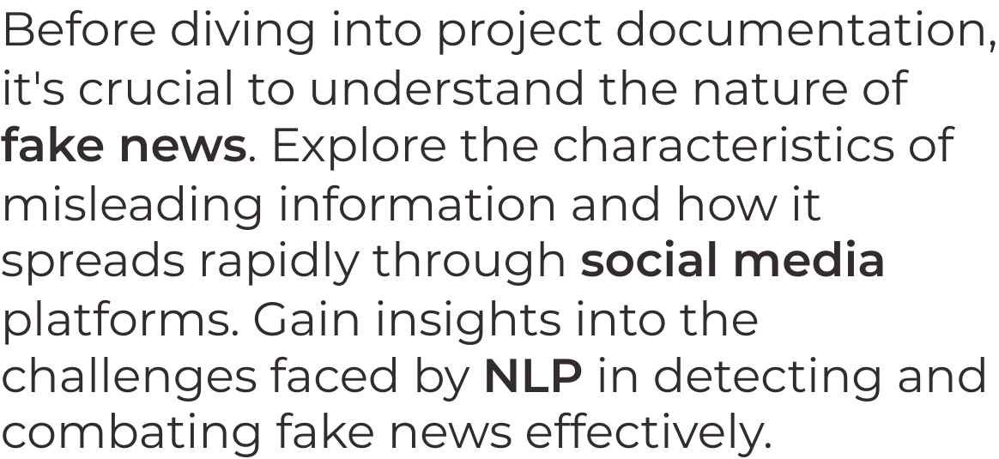 Before diving into project documentation,
it's crucial to understand the nature of
fake news. Explore the characteristics of
misleading information and how it
spreads rapidly through social media
platforms. Gain insights into the
challenges faced by NLP in detecting and
combating fake news effectively.